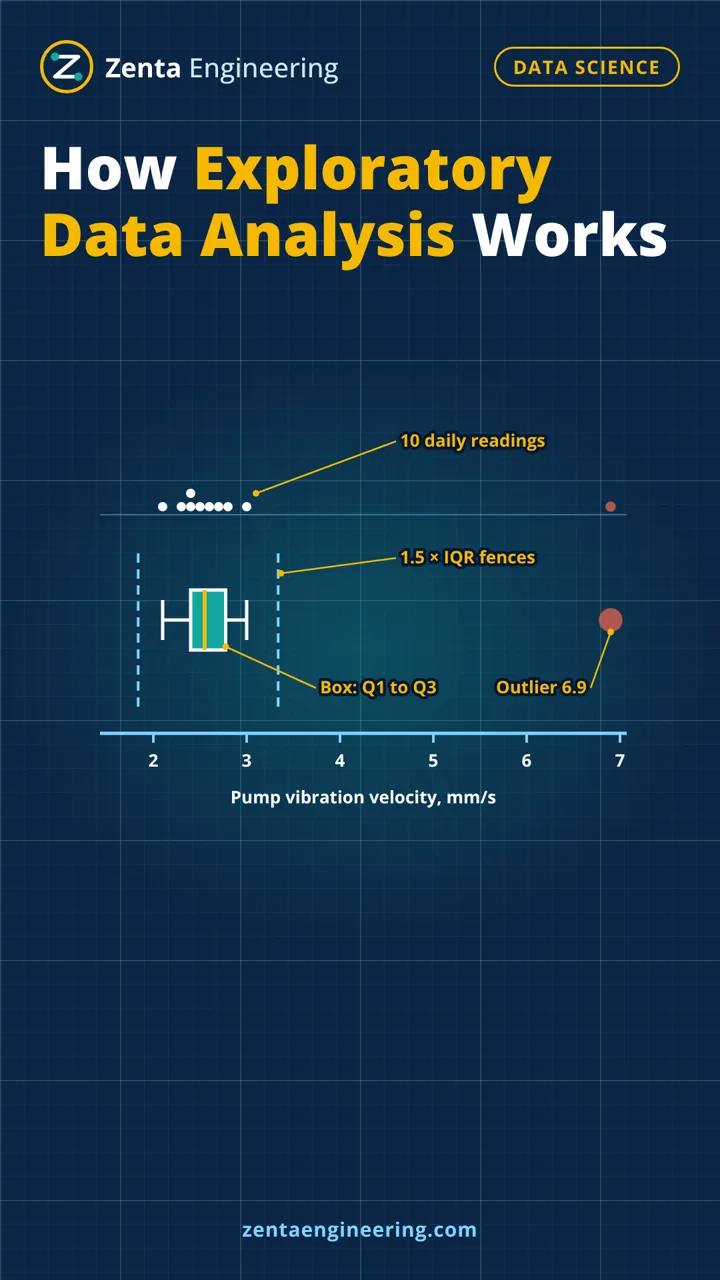 Zenta Engineering
DATA SCIENCE
How Exploratory
Data Analysis Works
10 daily readings
1.5 × IQR fences
Box: Q1 to Q3
Outlier 6.9
2 3 4 5 6 7
Pump vibration velocity, mm/s
zentaengineering.com